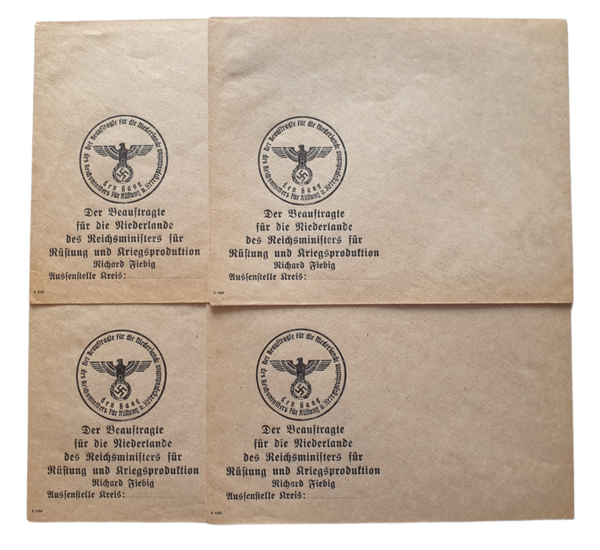 Der Beauftragte für die Niederlande
des Reichsministers für Rüstung u. Kriegsproduktion
den Haag
Der Beauftragte
für die Niederlande
des Reichsministers für
Rüstung und Kriegsproduktion
Richard Fiebig
Aussenstelle Kreis:
Der Beauftragte für die Niederlande
des Reichsministers für Rüstung u. Kriegsproduktion
den Haag
Der Beauftragte
für die Niederlande
des Reichsministers für
Rüstung und Kriegsproduktion
Richard Fiebig
Aussenstelle Kreis:
Der Beauftragte für die Niederlande
des Reichsministers für Rüstung u. Kriegsproduktion
den Haag
Der Beauftragte
für die Niederlande
des Reichsministers für
Rüstung und Kriegsproduktion
Richard Fiebig
Aussenstelle Kreis:
Der Beauftragte für die Niederlande
des Reichsministers für Rüstung u. Kriegsproduktion
den Haag
Der Beauftragte
für die Niederlande
des Reichsministers für
Rüstung und Kriegsproduktion
Richard Fiebig
Aussenstelle Kreis: